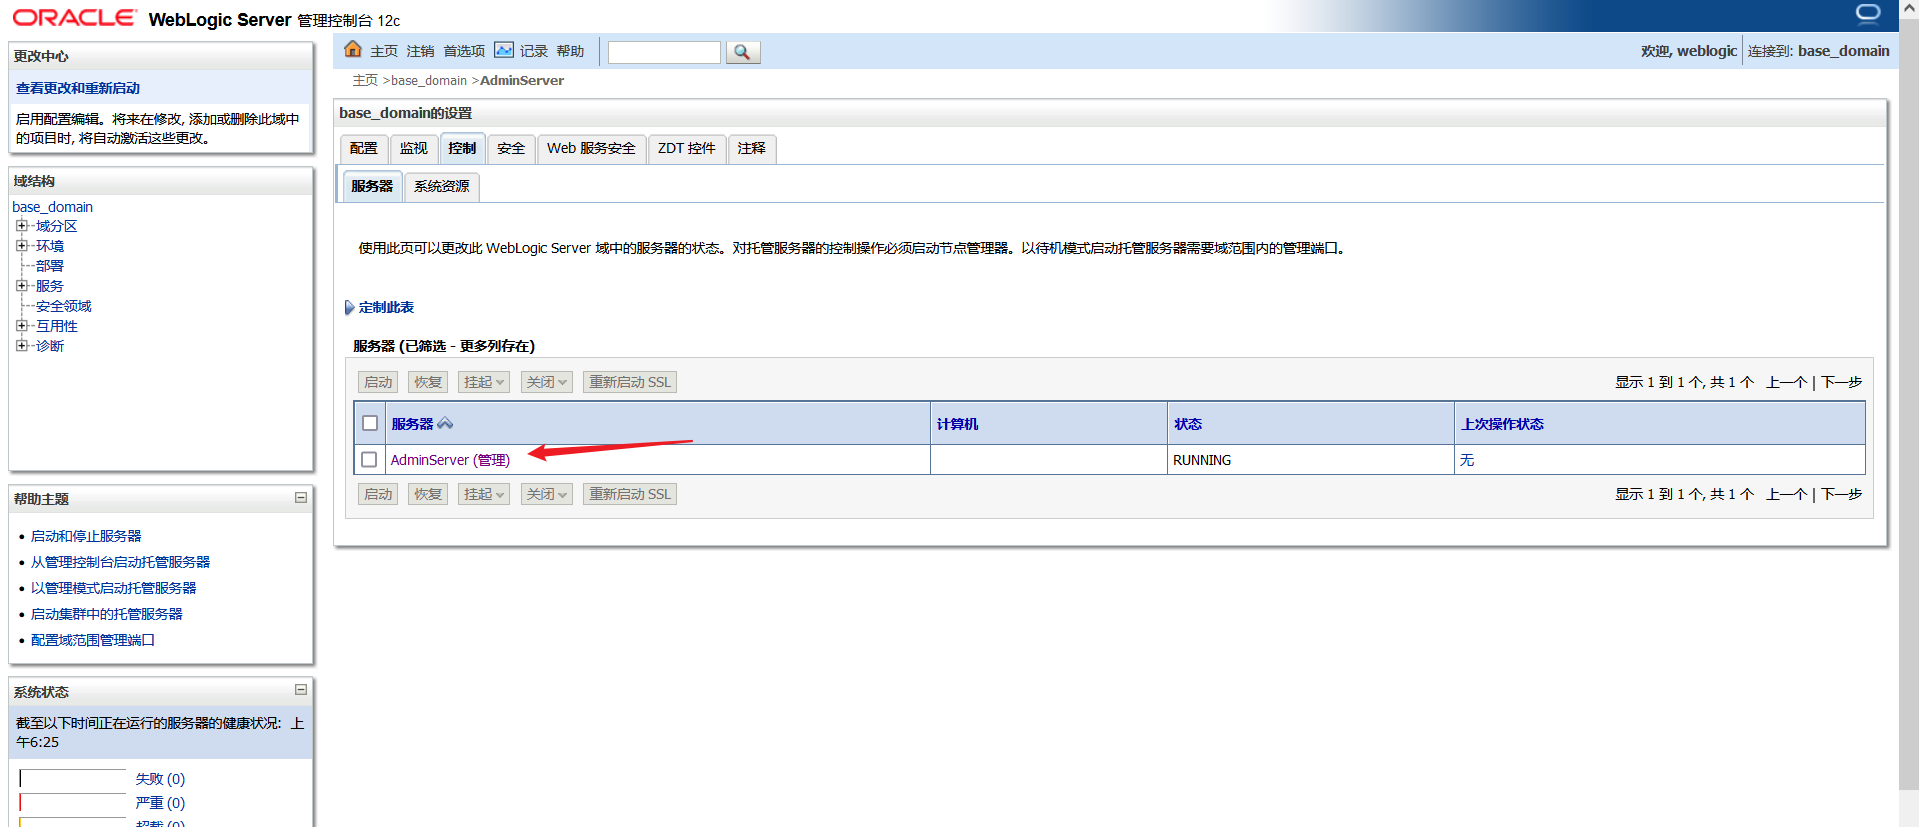 ORACLE WebLogic Server 管理控制台 12c
更改中心
查看更改和重新启动
启用配置编辑。将来在修改, 添加或删除此域中
的项目时, 将自动激活这些更改。
域结构
base_domain
域分区
环境
部署
服务
安全领域
互用性
诊断
帮助主题
启动和停止服务器
从管理控制台启动托管服务器
以管理模式启动托管服务器
启动集群中的托管服务器
配置域范围管理端口
系统状态
截至以下时间正在运行的服务器的健康状况: 上
午6:25
失败 (0)
严重 (0)
超载 (0)
主页 注销 首选项 记录 帮助
欢迎, weblogic 连接到: base_domain
主页 >base_domain >AdminServer
base_domain的设置
配置 监视 控制 安全 Web 服务安全 ZDT 控件 注释
服务器 系统资源
使用此页可以更改此 WebLogic Server 域中的服务器的状态。对托管服务器的控制操作必须启动节点管理器。以待机模式启动托管服务器需要域范围内的管理端口。
定制此表
服务器 (已筛选 - 更多列存在)
启动 恢复 挂起 关闭 重新启动 SSL 显示 1 到 1 个, 共 1 个 上一个 | 下一步
服务器 计算机 状态 上次操作状态
AdminServer (管理) RUNNING 无
启动 恢复 挂起 关闭 重新启动 SSL 显示 1 到 1 个, 共 1 个 上一个 | 下一步